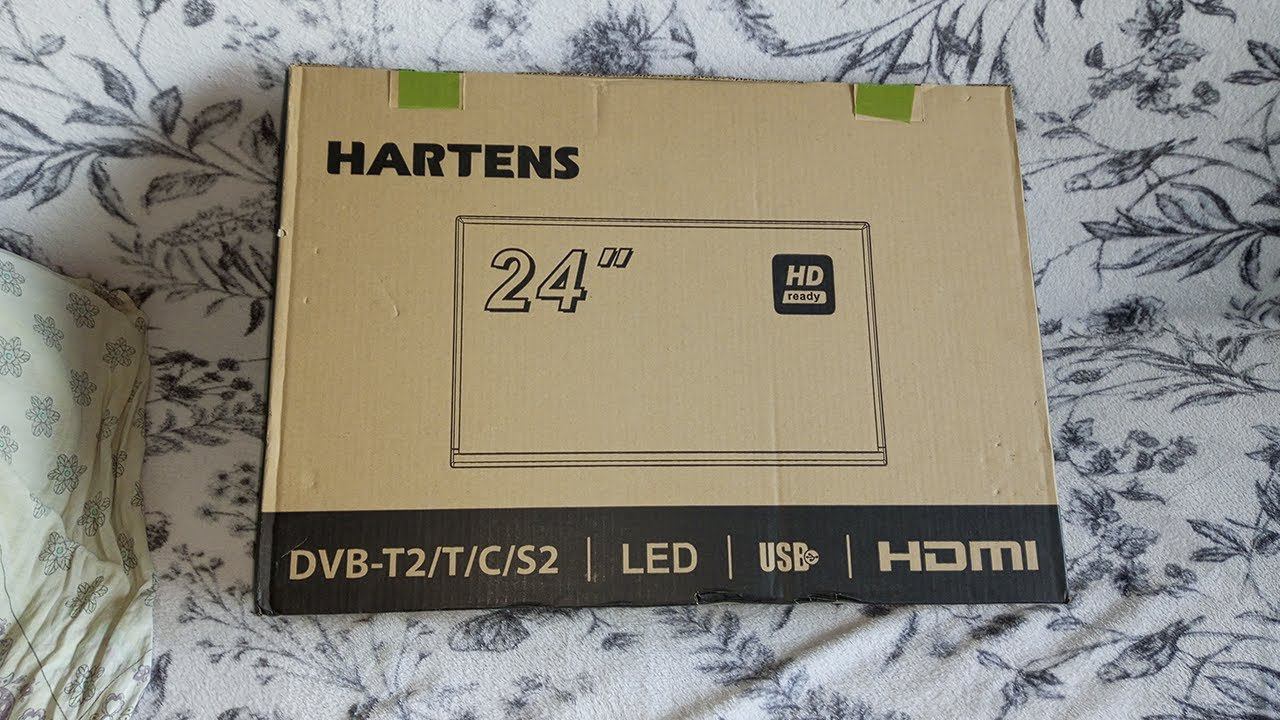 HARTENS
24"
HD
ready
DVB-T2/T/C/S2 | LED | USB | HDMI